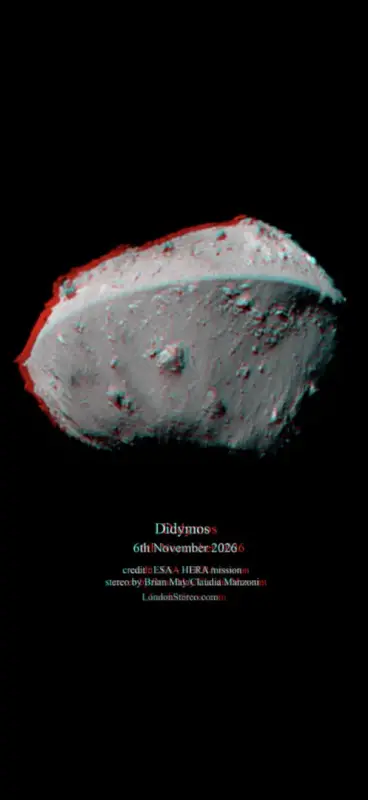 Didymos
6th November 2026
credit : ESA - HERA mission
stereo by Brian May/Claudia Manzoni
LondonStereo.com